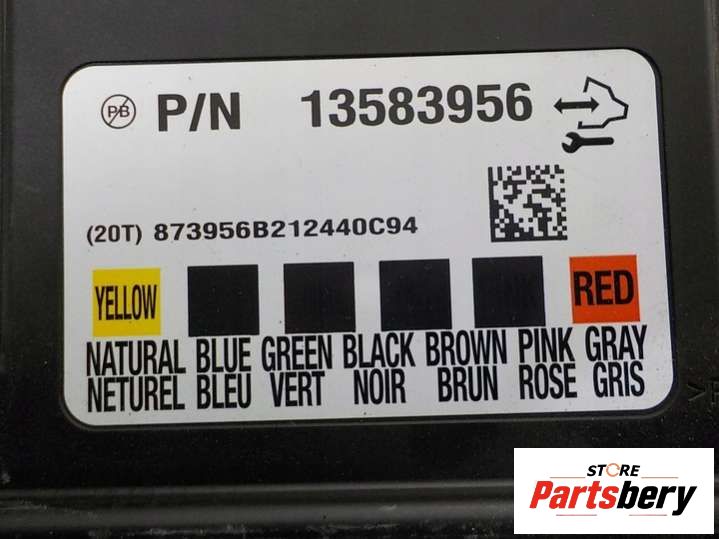 PB P/N 13583956
(20T) 873956B212440C94
YELLOW RED
NATURAL BLUE GREEN BLACK BROWN PINK GRAY
NETUREL BLEU VERT NOIR BRUN ROSE GRIS
STORE
Partsbery